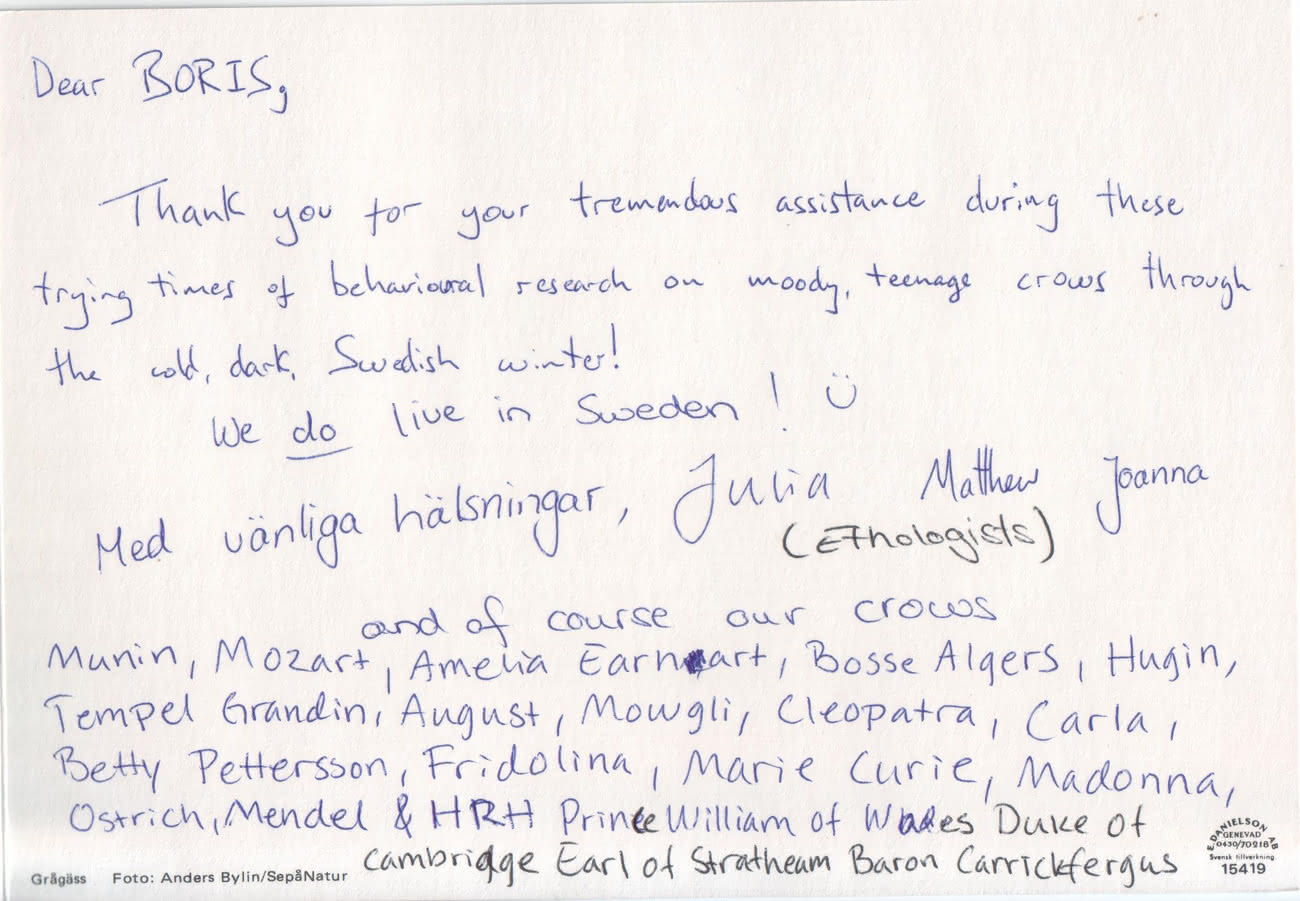 Dear BORIS,
Thank you for your tremendous assistance during these
trying times of behavioural research on moody, teenage crows through
the cold, dark, Swedish winter!
We do live in Sweden! Ü
Med vänliga hälsningar, Julia Matthew Joanna
(Ethologists)
and of course our crows
Munin, Mozart, Amelia Earhart, Bosse Algers, Hugin,
Tempel Grandin, August, Mowgli, Cleopatra, Carla,
Betty Pettersson, Fridolina, Marie Curie, Madonna,
Ostrich, Mendel & HRH Prince William of Wales Duke of
cambridge Earl of Stratheam Baron Carrickfergus
Grågäss Foto: Anders Bylin/SepåNatur
E. DANIELSON AB
GENEVAD
0430/70218
Svensk tillverkning
15419